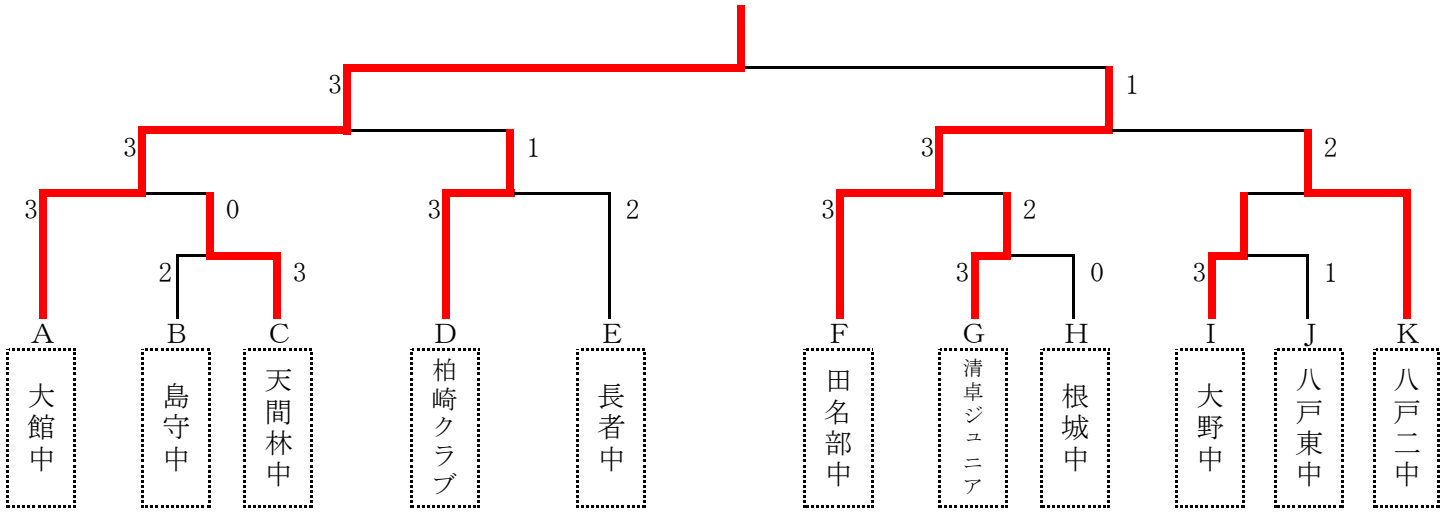 3
1
3
1
3
2
3
0
3
2
3
2
2
3
3
0
3
1
A
B
C
D
E
F
G
H
I
J
K
大館中
島守中
天間林中
柏崎クラブ
長者中
田名部中
清卓ジュニア
根城中
大野中
八戸東中
八戸二中